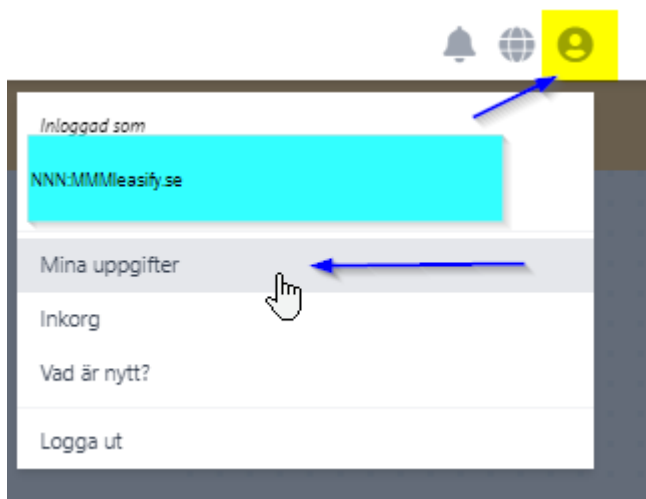 Inloggad som
NNN:MMMleasify.se
Mina uppgifter
Inkorg
Vad är nytt?
Logga ut